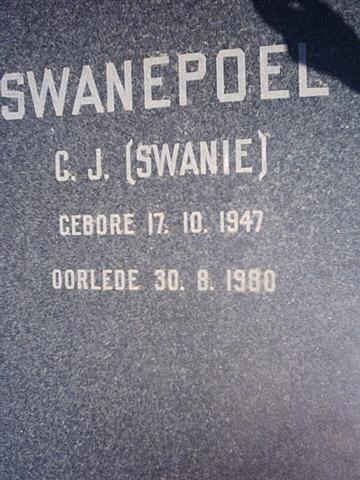 SWANEPOEL
C. J. (SWANIE)
GEBORE 17. 10. 1947
OORLEDE 30. 8. 1980